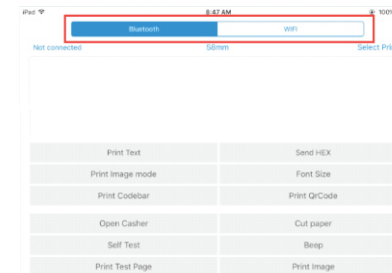 iPad 8:47 AM 100%
Bluetooth WiFi
Not connected 58mm Select Prin
Print Text Send HEX
Print Image mode Font Size
Print Codebar Print QrCode
Open Casher Cut paper
Self Test Beep
Print Test Page Print Image